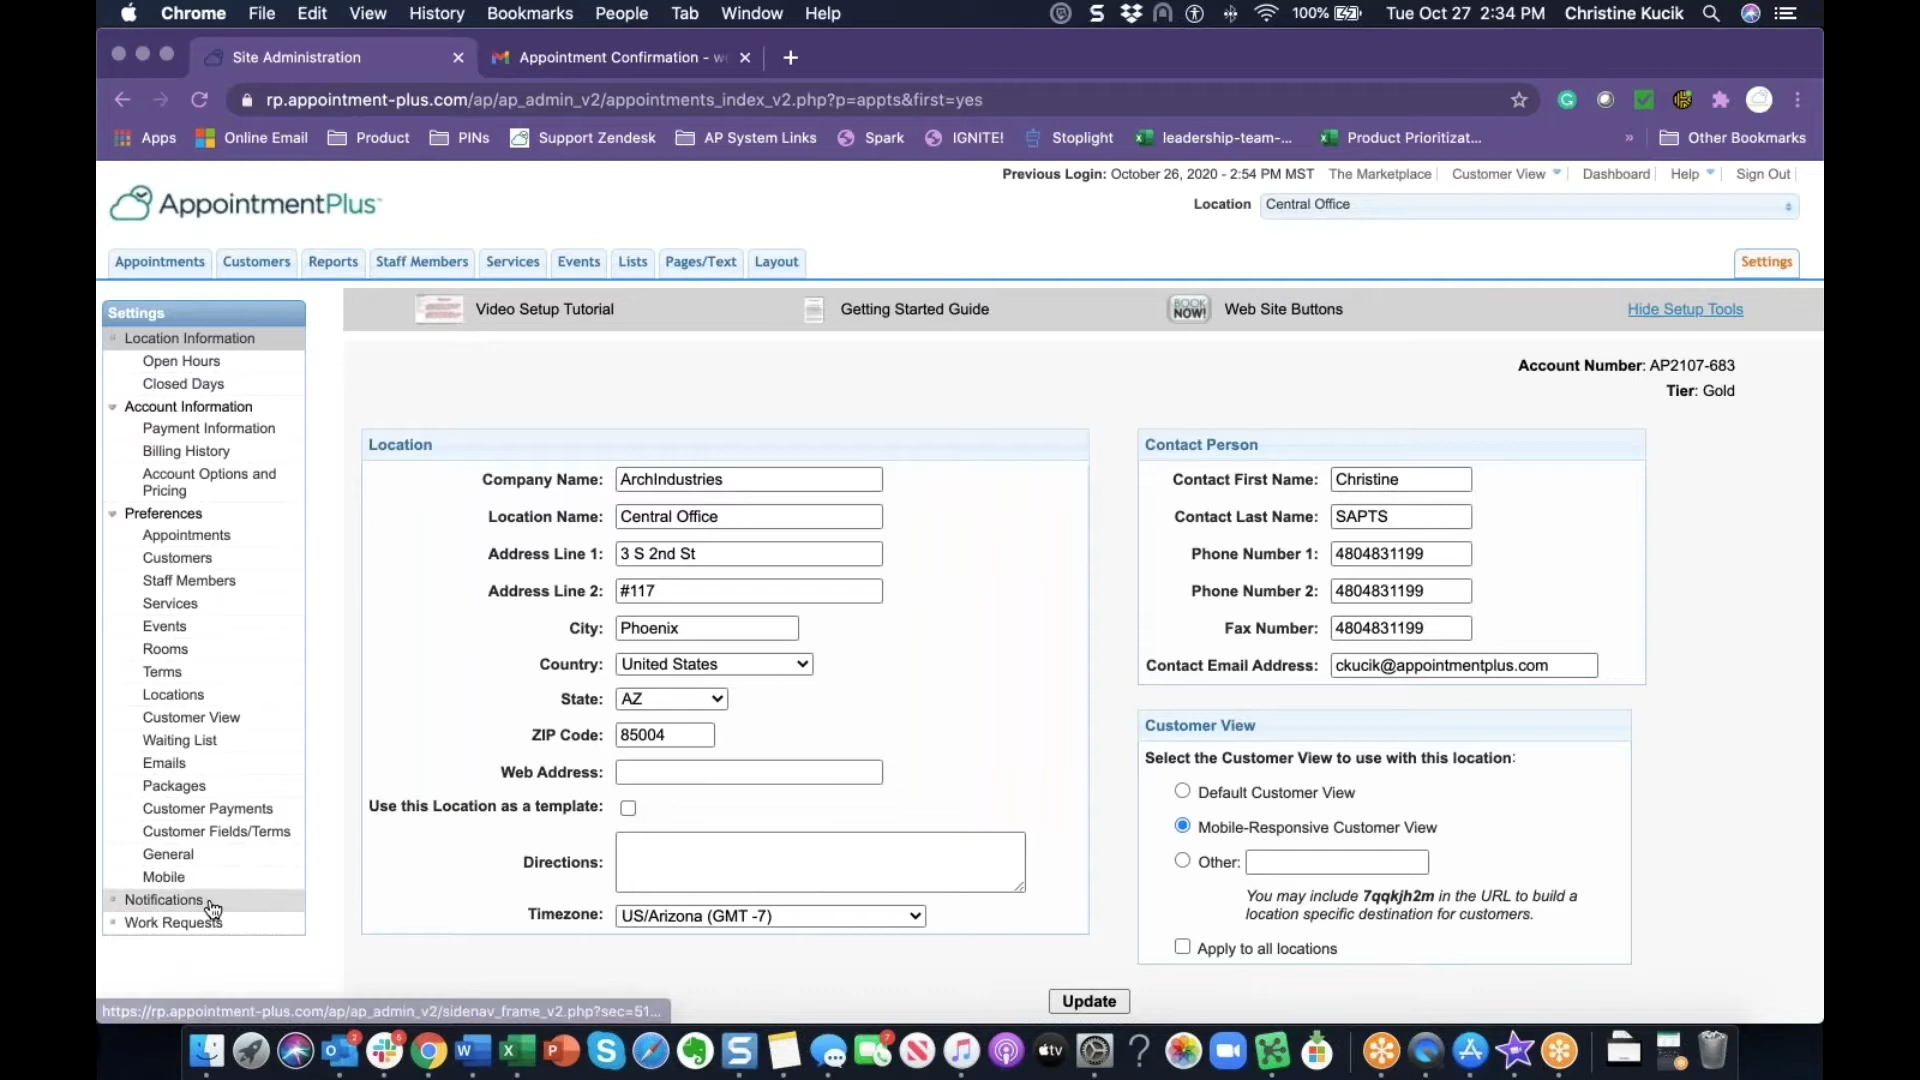 Chrome File Edit View History Bookmarks People Tab Window Help 100% Tue Oct 27 2:34 PM Christine Kucik
Site Administration Appointment Confirmation - w
rp.appointment-plus.com/ap/ap_admin_v2/appointments_index_v2.php?p=appts&first=yes
Apps Online Email Product PINs Support Zendesk AP System Links Spark IGNITE! Stoplight leadership-team-... Product Prioritizat... » Other Bookmarks
Previous Login: October 26, 2020 - 2:54 PM MST The Marketplace Customer View Dashboard Help Sign Out
AppointmentPlus
Location Central Office
Appointments Customers Reports Staff Members Services Events Lists Pages/Text Layout Settings
Video Setup Tutorial Getting Started Guide BOOK NOW! Web Site Buttons Hide Setup Tools
Settings
Location Information
Open Hours
Closed Days
Account Information
Payment Information
Billing History
Account Options and
Pricing
Preferences
Appointments
Customers
Staff Members
Services
Events
Rooms
Terms
Locations
Customer View
Waiting List
Emails
Packages
Customer Payments
Customer Fields/Terms
General
Mobile
Notifications
Work Requests
Account Number: AP2107-683
Tier: Gold
Location
Company Name: ArchIndustries
Location Name: Central Office
Address Line 1: 3 S 2nd St
Address Line 2: #117
City: Phoenix
Country: United States
State: AZ
ZIP Code: 85004
Web Address:
Use this Location as a template:
Directions:
Timezone: US/Arizona (GMT -7)
Contact Person
Contact First Name: Christine
Contact Last Name: SAPTS
Phone Number 1: 4804831199
Phone Number 2: 4804831199
Fax Number: 4804831199
Contact Email Address: ckucik@appointmentplus.com
Customer View
Select the Customer View to use with this location:
Default Customer View
Mobile-Responsive Customer View
Other:
You may include 7qqkjh2m in the URL to build a
location specific destination for customers.
Apply to all locations
Update
https://rp.appointment-plus.com/ap/ap_admin_v2/sidenav_frame_v2.php?sec=51...